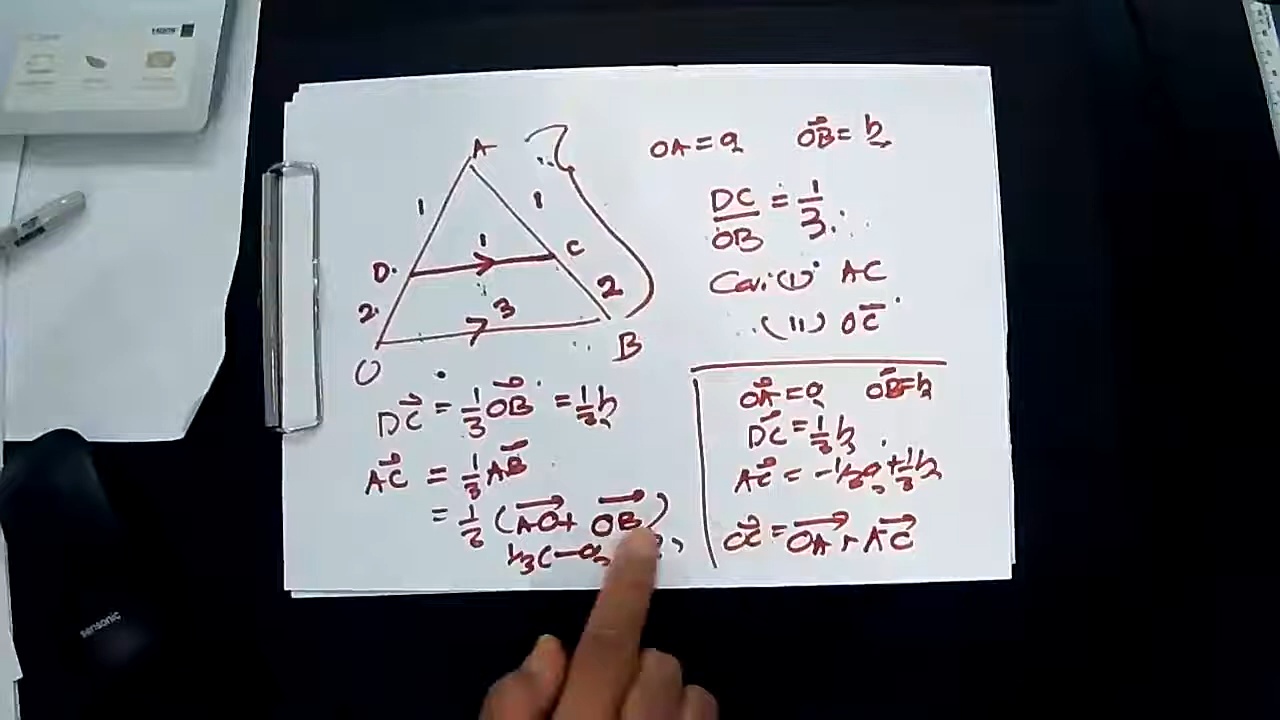 HDMI
A
1
1
D.
1
C
2.
3
2
O
B
OA = a  OB⃗ = b
DC/OB = 1/3
Cari (i) AC
(ii) OC⃗
DC⃗ = 1/3 OB⃗ = 1/3 b
AC⃗ = 1/3 AB⃗
= 1/3 (AO⃗ + OB⃗)
1/3(-a
OA⃗ = a  OB⃗ = b
DC⃗ = 1/3 b
AC⃗ = -1/3 a + 1/3 b
OC⃗ = OA⃗ + AC⃗
sensonic